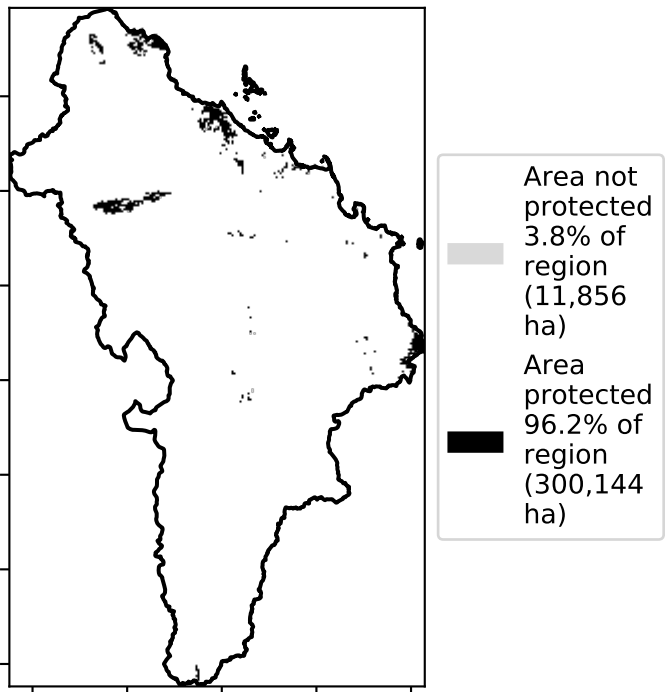 Area not
protected
3.8% of
region
(11,856
ha)
Area
protected
96.2% of
region
(300,144
ha)